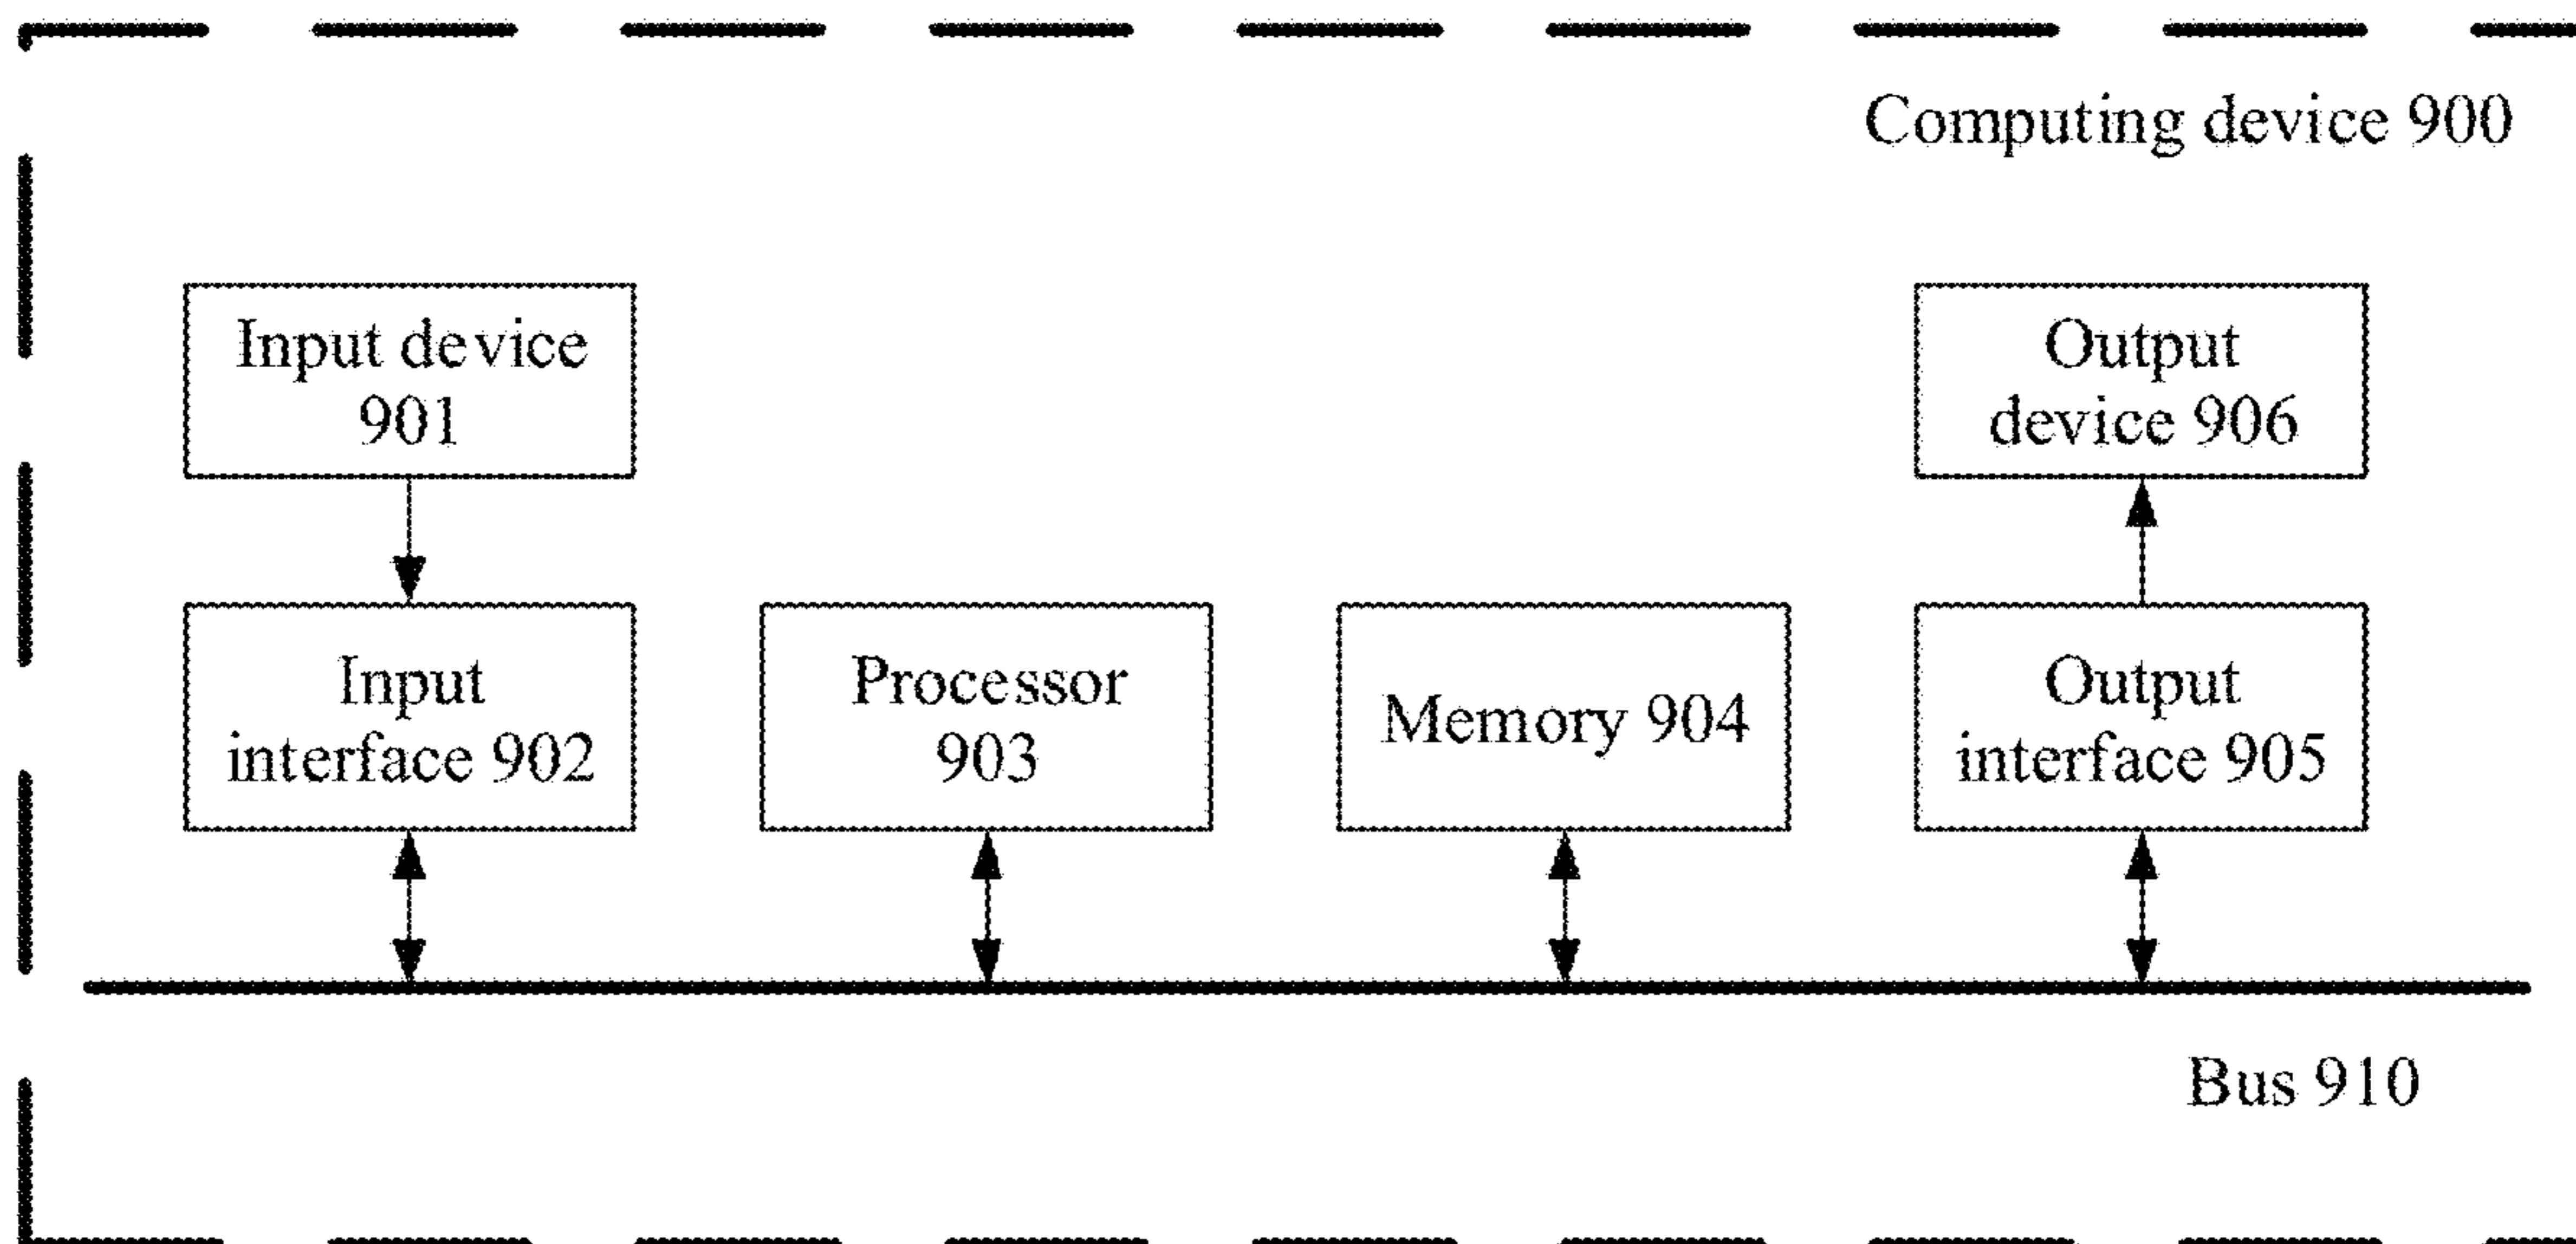 Computing device 900
Input device
901
Output
device 906
Input
interface 902
Processor
903
Memory 904
Output
interface 905
Bus 910